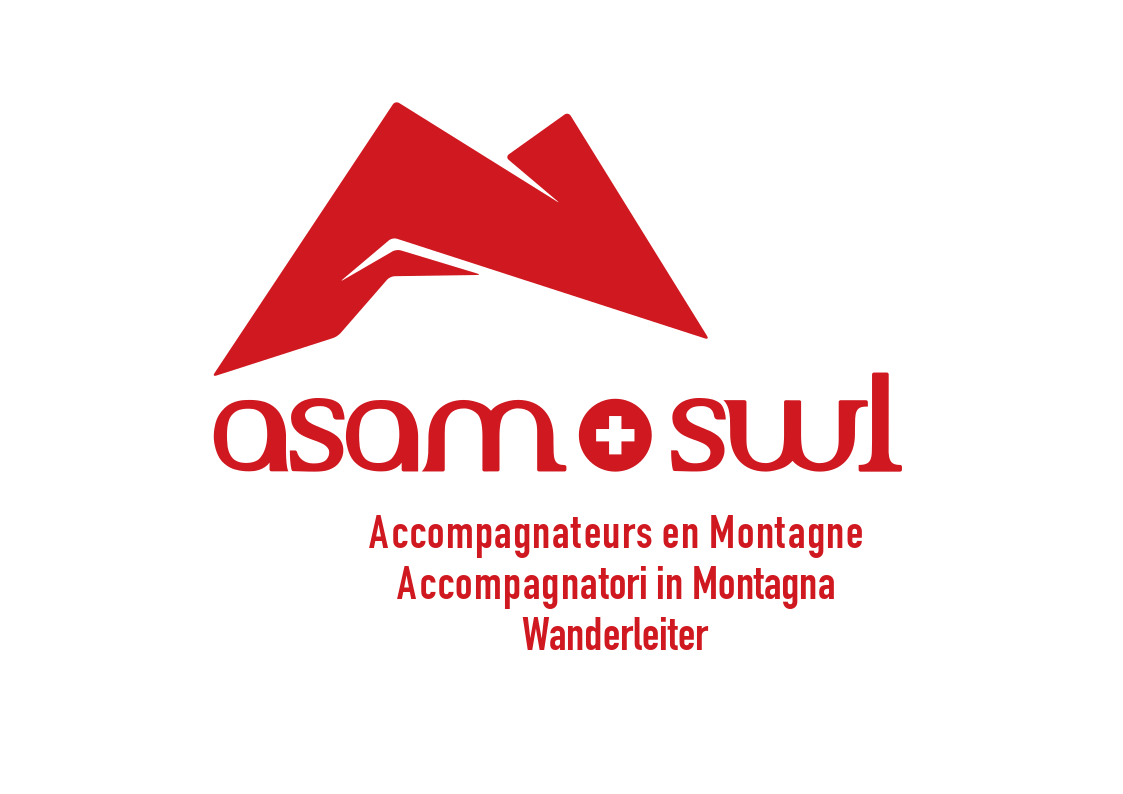 asam swl
Accompagnateurs en Montagne
Accompagnatori in Montagna
Wanderleiter